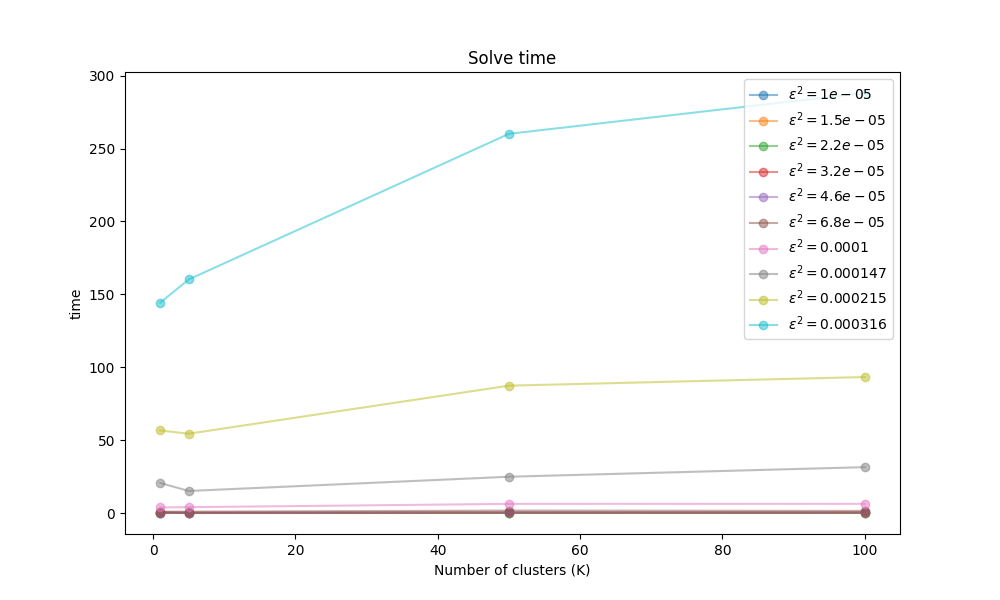 Solve time
300
250
200
150
100
50
0
time
0 20 40 60 80 100
Number of clusters (K)
ε² = 1e − 05
ε² = 1.5e − 05
ε² = 2.2e − 05
ε² = 3.2e − 05
ε² = 4.6e − 05
ε² = 6.8e − 05
ε² = 0.0001
ε² = 0.000147
ε² = 0.000215
ε² = 0.000316